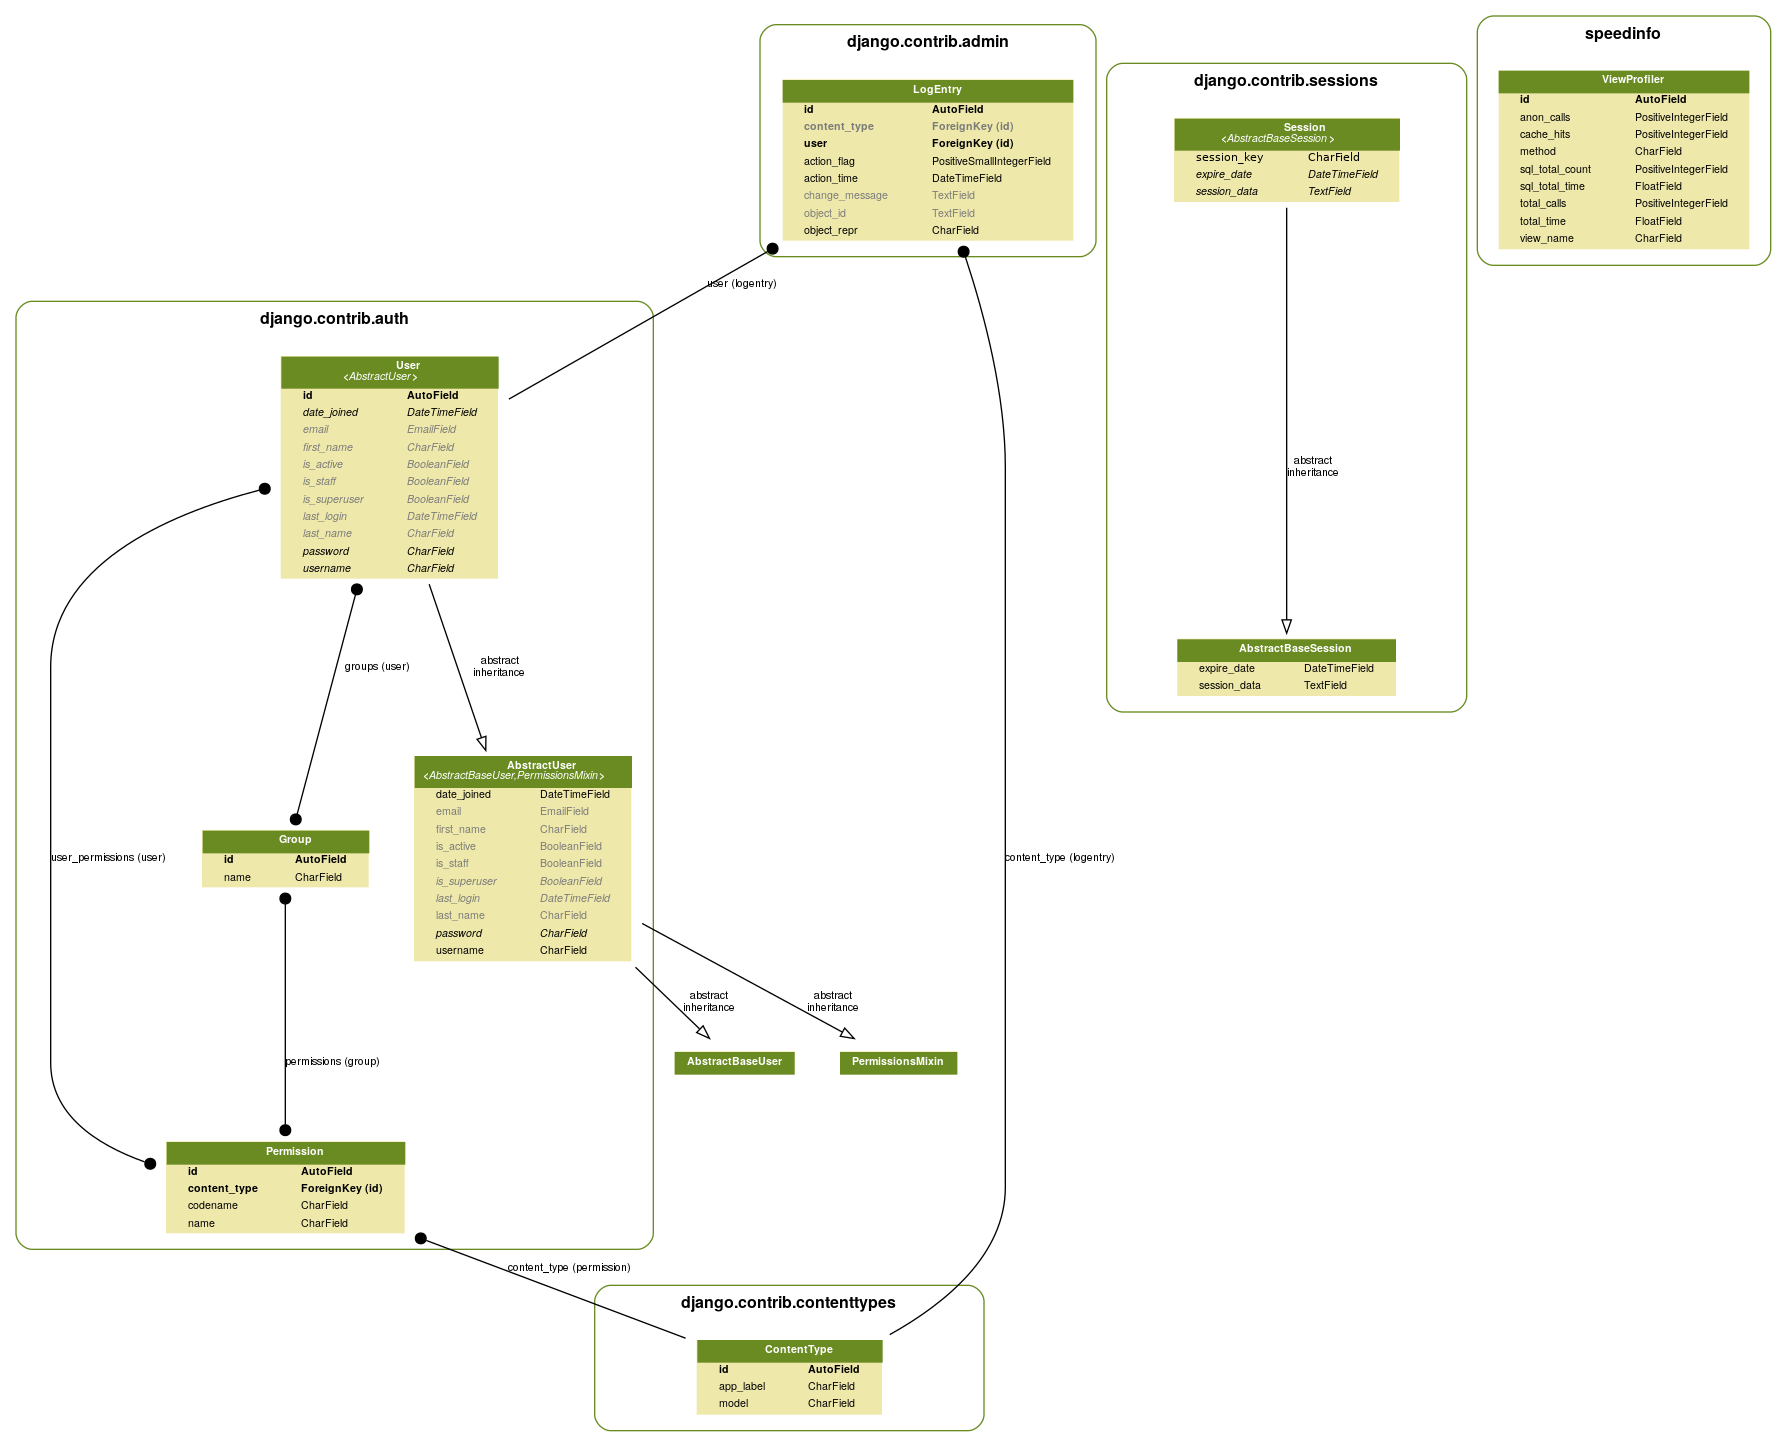 django.contrib.admin
LogEntry
id AutoField
content_type ForeignKey (id)
user ForeignKey (id)
action_flag PositiveSmallIntegerField
action_time DateTimeField
change_message TextField
object_id TextField
object_repr CharField
django.contrib.sessions
Session
<AbstractBaseSession>
session_key CharField
expire_date DateTimeField
session_data TextField
abstract
inheritance
AbstractBaseSession
expire_date DateTimeField
session_data TextField
speedinfo
ViewProfiler
id AutoField
anon_calls PositiveIntegerField
cache_hits PositiveIntegerField
method CharField
sql_total_count PositiveIntegerField
sql_total_time FloatField
total_calls PositiveIntegerField
total_time FloatField
view_name CharField
user (logentry)
django.contrib.auth
User
<AbstractUser>
id AutoField
date_joined DateTimeField
email EmailField
first_name CharField
is_active BooleanField
is_staff BooleanField
is_superuser BooleanField
last_login DateTimeField
last_name CharField
password CharField
username CharField
groups (user)
abstract
inheritance
AbstractUser
<AbstractBaseUser,PermissionsMixin>
date_joined DateTimeField
email EmailField
first_name CharField
is_active BooleanField
is_staff BooleanField
is_superuser BooleanField
last_login DateTimeField
last_name CharField
password CharField
username CharField
Group
id AutoField
name CharField
user_permissions (user)
content_type (logentry)
abstract
inheritance
abstract
inheritance
AbstractBaseUser
PermissionsMixin
permissions (group)
Permission
id AutoField
content_type ForeignKey (id)
codename CharField
name CharField
content_type (permission)
django.contrib.contenttypes
ContentType
id AutoField
app_label CharField
model CharField